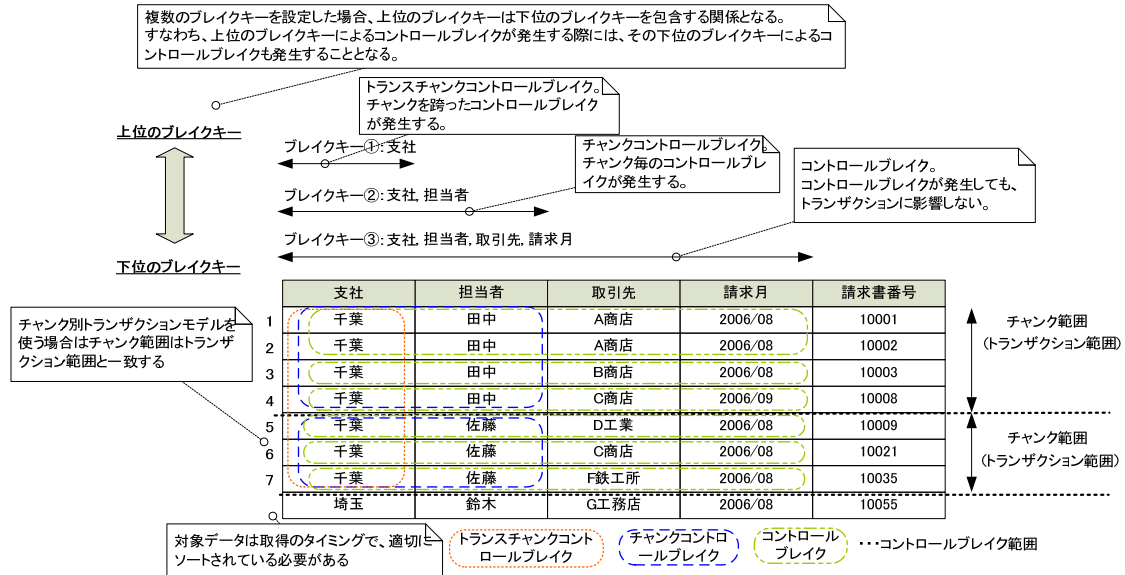 複数のブレイクキーを設定した場合、上位のブレイクキーは下位のブレイクキーを包含する関係となる。
すなわち、上位のブレイクキーによるコントロールブレイクが発生する際には、その下位のブレイクキーによるコ
ントロールブレイクも発生することとなる。
トランスチャンクコントロールブレイク。
チャンクを跨ったコントロールブレイク
が発生する。
上位のブレイクキー
ブレイクキー①:支社
チャンクコントロールブレイク。
チャンク毎のコントロールブレ
イクが発生する。
コントロールブレイク。
コントロールブレイクが発生しても、
トランザクションに影響しない。
ブレイクキー②:支社, 担当者
ブレイクキー③:支社, 担当者, 取引先, 請求月
下位のブレイクキー
支社 担当者 取引先 請求月 請求書番号
1 千葉 田中 A商店 2006/08 10001
2 千葉 田中 A商店 2006/08 10002
3 千葉 田中 B商店 2006/08 10003
4 千葉 田中 C商店 2006/09 10008
5 千葉 佐藤 D工業 2006/08 10009
6 千葉 佐藤 C商店 2006/08 10021
7 千葉 佐藤 F鉄工所 2006/08 10035
埼玉 鈴木 G工務店 2006/08 10055
チャンク別トランザクションモデルを
使う場合はチャンク範囲はトランザ
クション範囲と一致する
チャンク範囲
(トランザクション範囲)
チャンク範囲
(トランザクション範囲)
対象データは取得のタイミングで、適切に
ソートされている必要がある
トランスチャンクコント
ロールブレイク
チャンクコントロ
ールブレイク
コントロール
ブレイク
・・・コントロールブレイク範囲